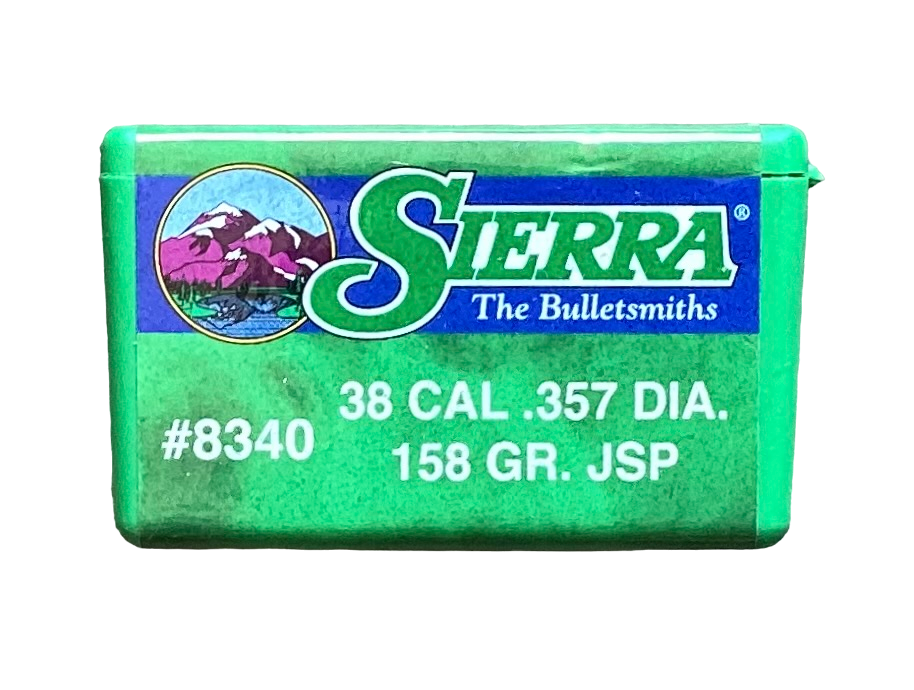 SIERRA®
The Bulletsmiths
38 CAL .357 DIA.
#8340
158 GR. JSP